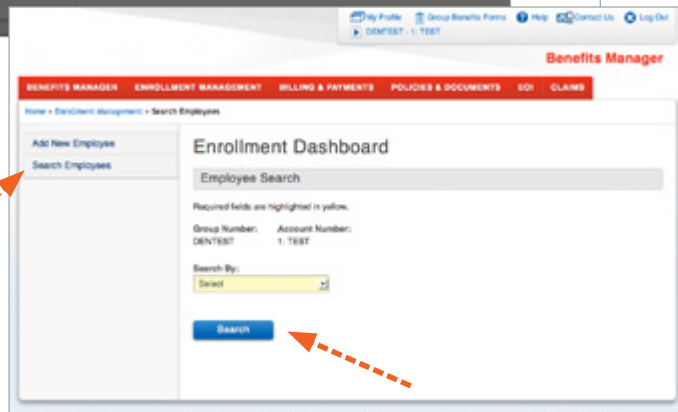 My Profile Group Benefits Forms Help Contact Us Log Out
DENTEST - 1: TEST
Benefits Manager
BENEFITS MANAGER ENROLLMENT MANAGEMENT BILLING & PAYMENTS POLICIES & DOCUMENTS EOI CLAIMS
Home > Enrollment Management > Search Employees
Add New Employee
Search Employees
Enrollment Dashboard
Employee Search
Required fields are highlighted in yellow.
Group Number: Account Number:
DENTEST 1: TEST
Search By:
Select
Search